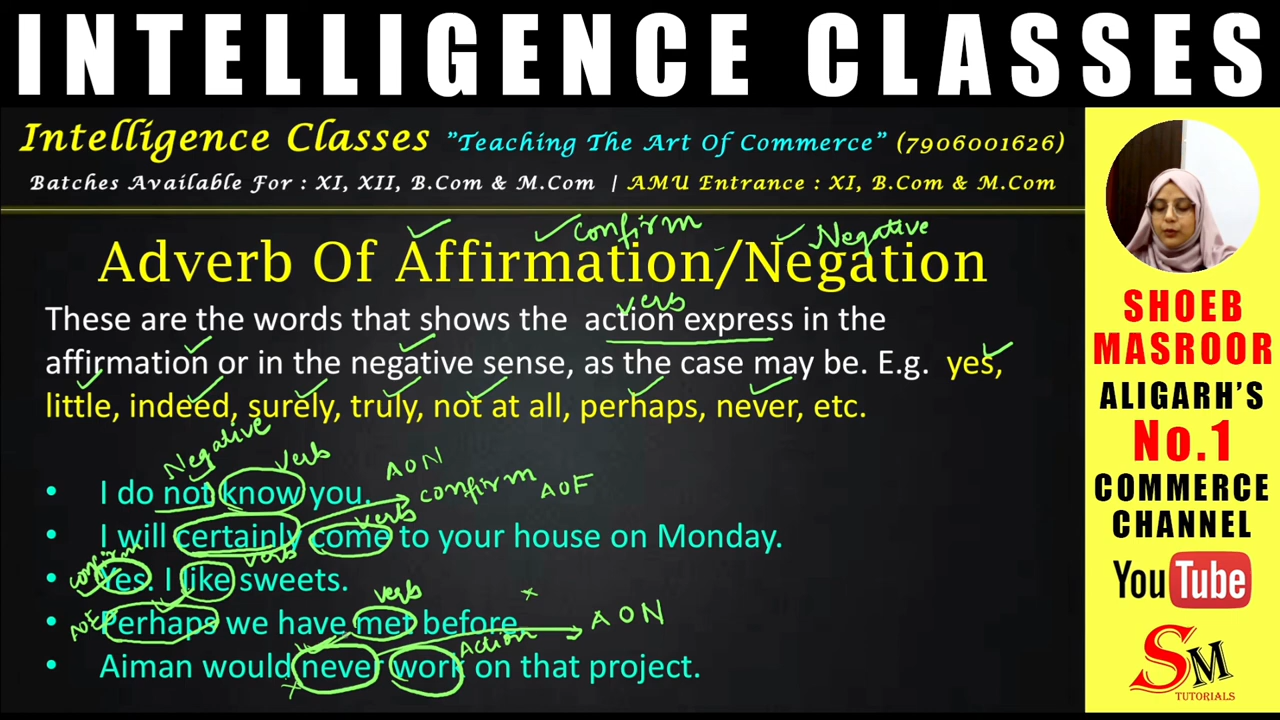 INTELLIGENCE CLASSES
Intelligence Classes "Teaching The Art Of Commerce" (7906001626)
Batches Available For : XI, XII, B.Com & M.Com | AMU Entrance : XI, B.Com & M.Com
Confirm Negative
Adverb Of Affirmation/Negation
verb
These are the words that shows the action express in the
affirmation or in the negative sense, as the case may be. E.g. yes,
little, indeed, surely, truly, not at all, perhaps, never, etc.
Negative verb AON
• I do not know you.
confirm AOF
verb
• I will certainly come to your house on Monday.
confirm verb
• Yes. I like sweets.
verb
• Perhaps we have met before
AON
Action
• Aiman would never work on that project.
SHOEB
MASROOR
ALIGARH'S
No.1
COMMERCE
CHANNEL
YouTube
SM
TUTORIALS